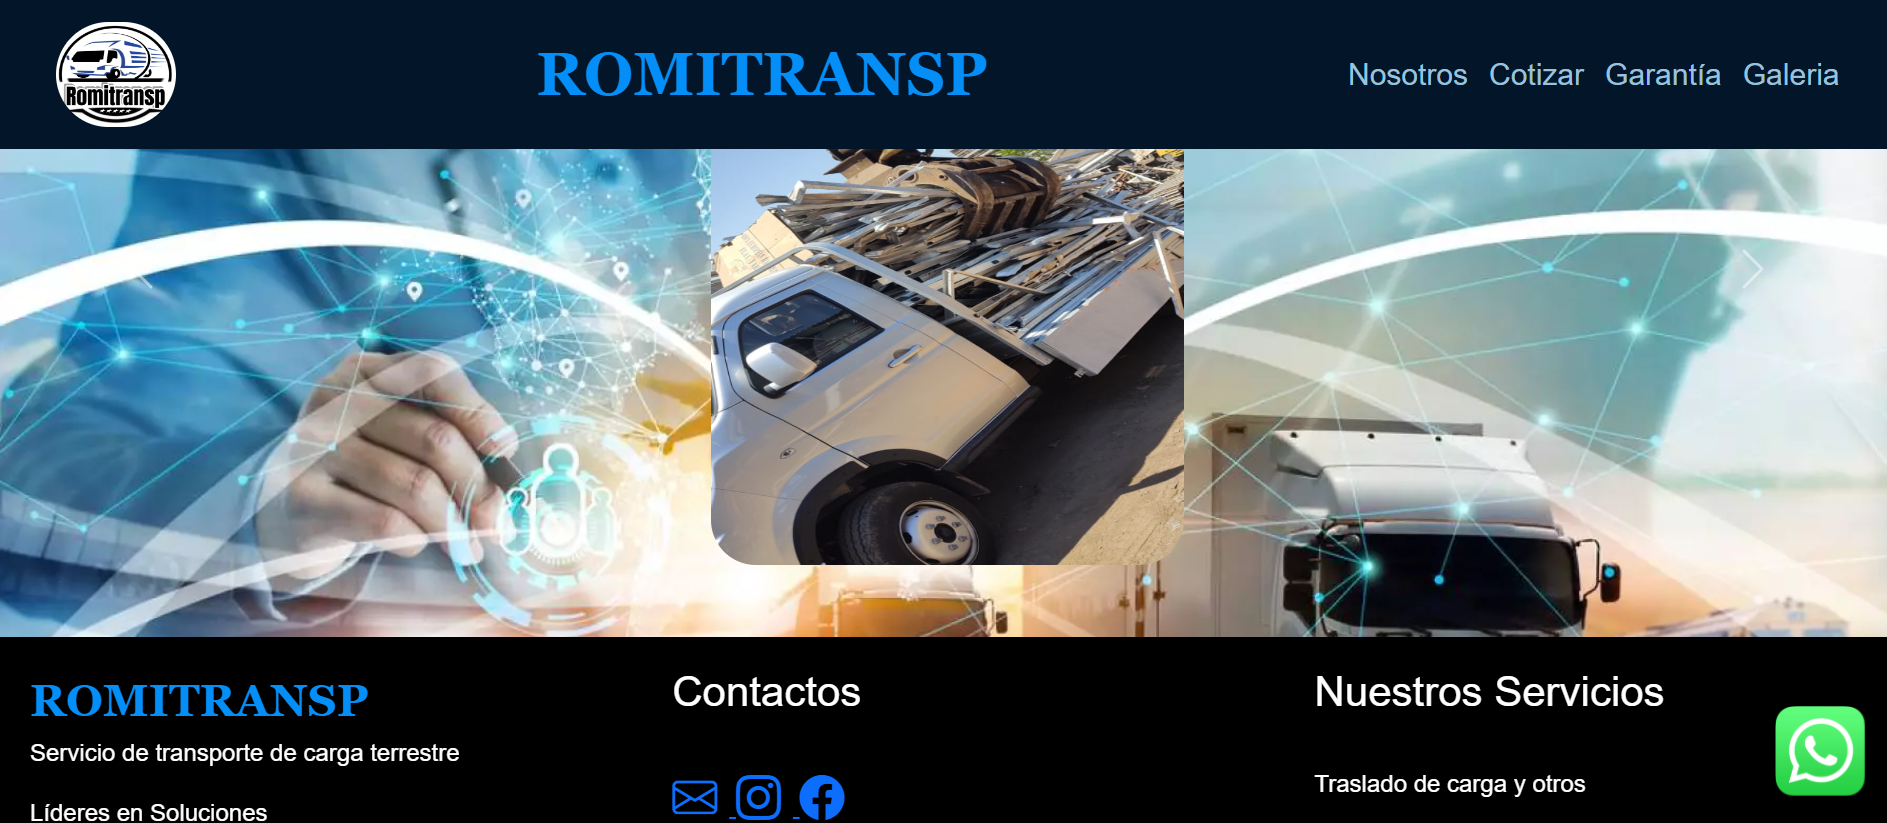 Romitransp
ROMITRANSP
Nosotros Cotizar Garantía Galeria
ROMITRANSP
Servicio de transporte de carga terrestre
Líderes en Soluciones
Contactos
Nuestros Servicios
Traslado de carga y otros